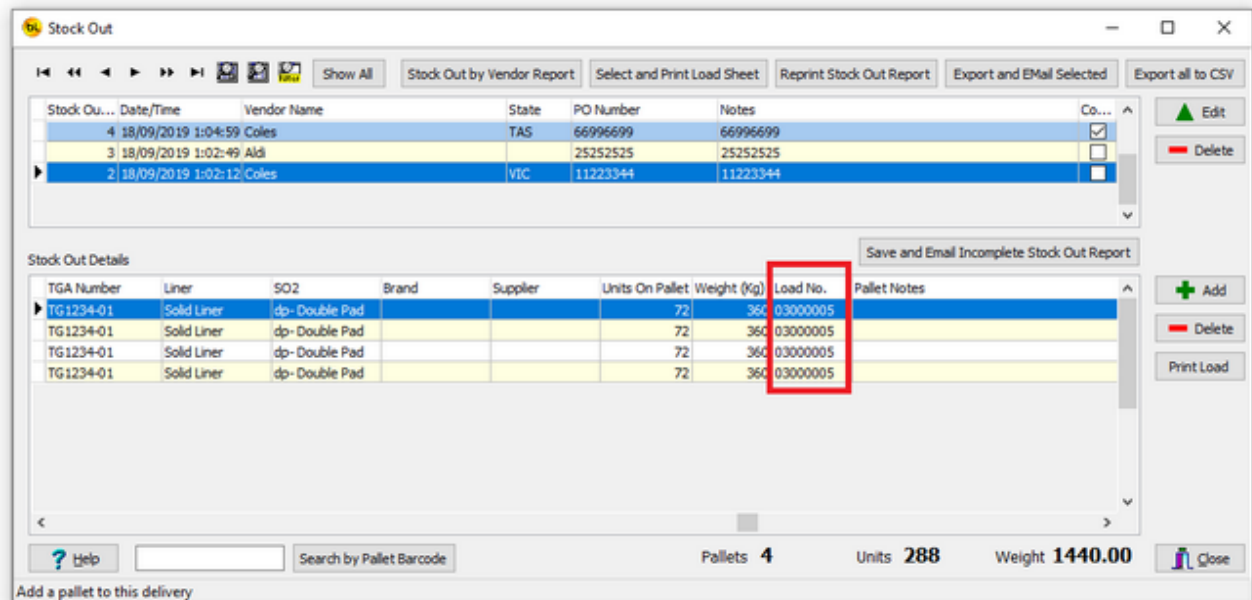 bL Stock Out
Show All Stock Out by Vendor Report Select and Print Load Sheet Reprint Stock Out Report Export and EMail Selected Export all to CSV
Stock Ou... Date/Time Vendor Name State PO Number Notes Co...
4 18/09/2019 1:04:59 Coles TAS 66996699 66996699
3 18/09/2019 1:02:49 Aldi 25252525 25252525
2 18/09/2019 1:02:12 Coles VIC 11223344 11223344
Edit
Delete
Save and Email Incomplete Stock Out Report
Stock Out Details
TGA Number Liner SO2 Brand Supplier Units On Pallet Weight (Kg) Load No. Pallet Notes
TG1234-01 Solid Liner dp- Double Pad 72 360 03000005
TG1234-01 Solid Liner dp- Double Pad 72 360 03000005
TG1234-01 Solid Liner dp- Double Pad 72 360 03000005
TG1234-01 Solid Liner dp- Double Pad 72 360 03000005
Add
Delete
Print Load
? Help Search by Pallet Barcode Pallets 4 Units 288 Weight 1440.00 Close
Add a pallet to this delivery